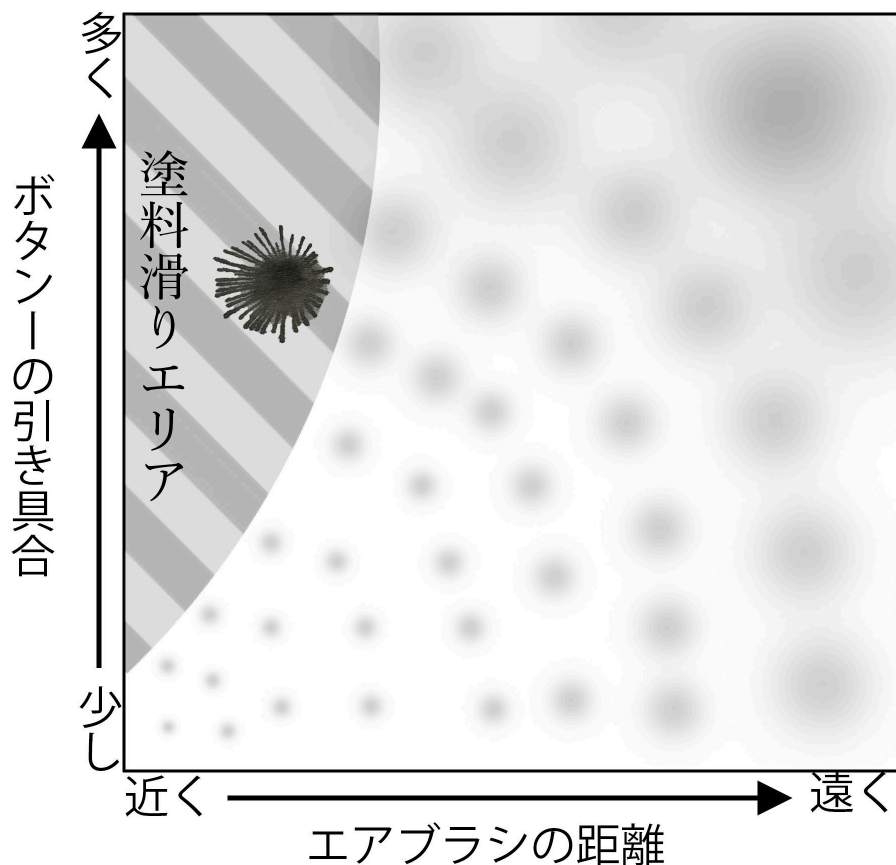 多く
ボタンーの引き具合
塗料滑りエリア
少し
近く
遠く
エアブラシの距離